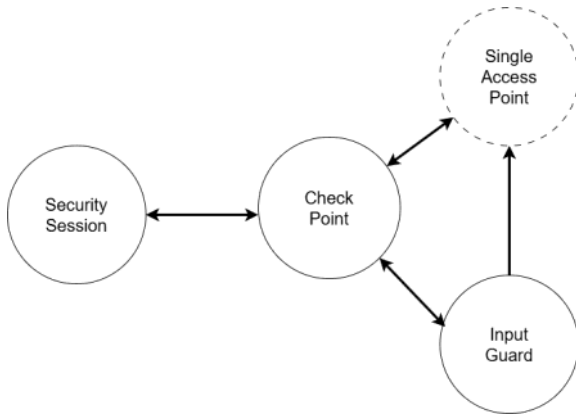 Single
Access
Point
Security
Session
Check
Point
Input
Guard